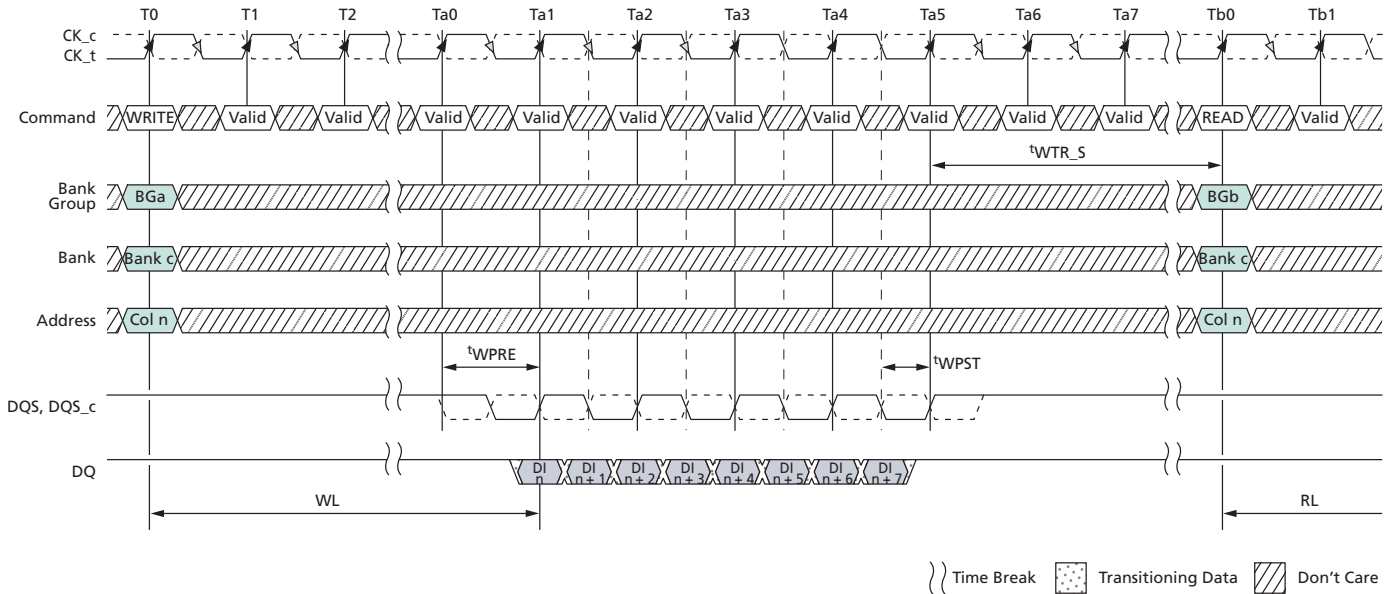 T0 T1 T2 Ta0 Ta1 Ta2 Ta3 Ta4 Ta5 Ta6 Ta7 Tb0 Tb1
CK_c
CK_t
Command WRITE Valid Valid Valid Valid Valid Valid Valid Valid Valid Valid READ Valid
tWTR_S
Bank Group BGa BGb
Bank Bank c Bank c
Address Col n Col n
tWPRE tWPST
DQS, DQS_c
DQ DI n DI n + 1 DI n + 2 DI n + 3 DI n + 4 DI n + 5 DI n + 6 DI n + 7
WL RL
Time Break Transitioning Data Don't Care